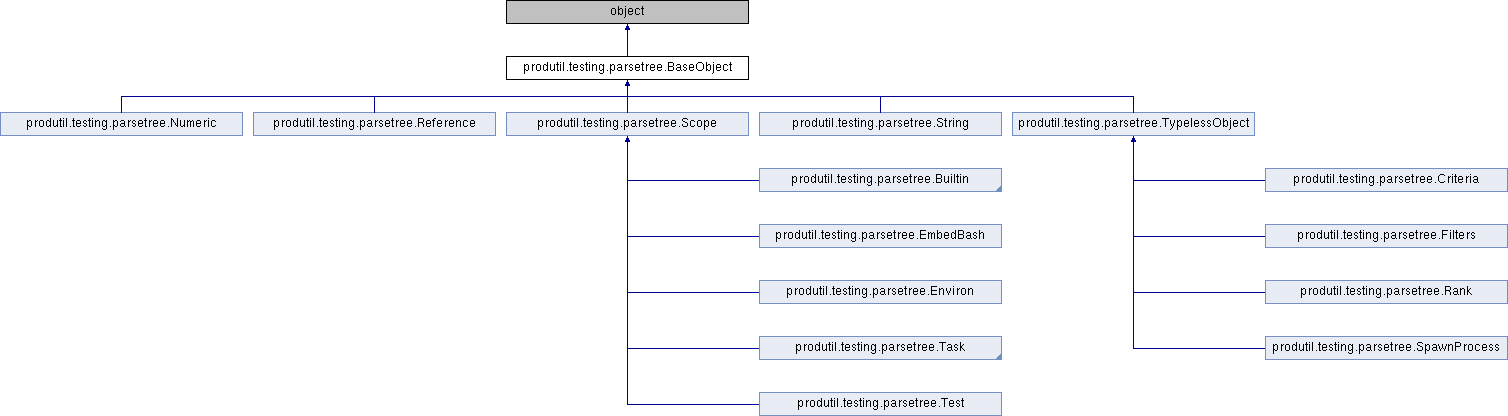 object
produtil.testing.parsetree.BaseObject
produtil.testing.parsetree.Numeric
produtil.testing.parsetree.Reference
produtil.testing.parsetree.Scope
produtil.testing.parsetree.String
produtil.testing.parsetree.TypelessObject
produtil.testing.parsetree.Builtin
produtil.testing.parsetree.Criteria
produtil.testing.parsetree.EmbedBash
produtil.testing.parsetree.Filters
produtil.testing.parsetree.Environ
produtil.testing.parsetree.Rank
produtil.testing.parsetree.Task
produtil.testing.parsetree.SpawnProcess
produtil.testing.parsetree.Test